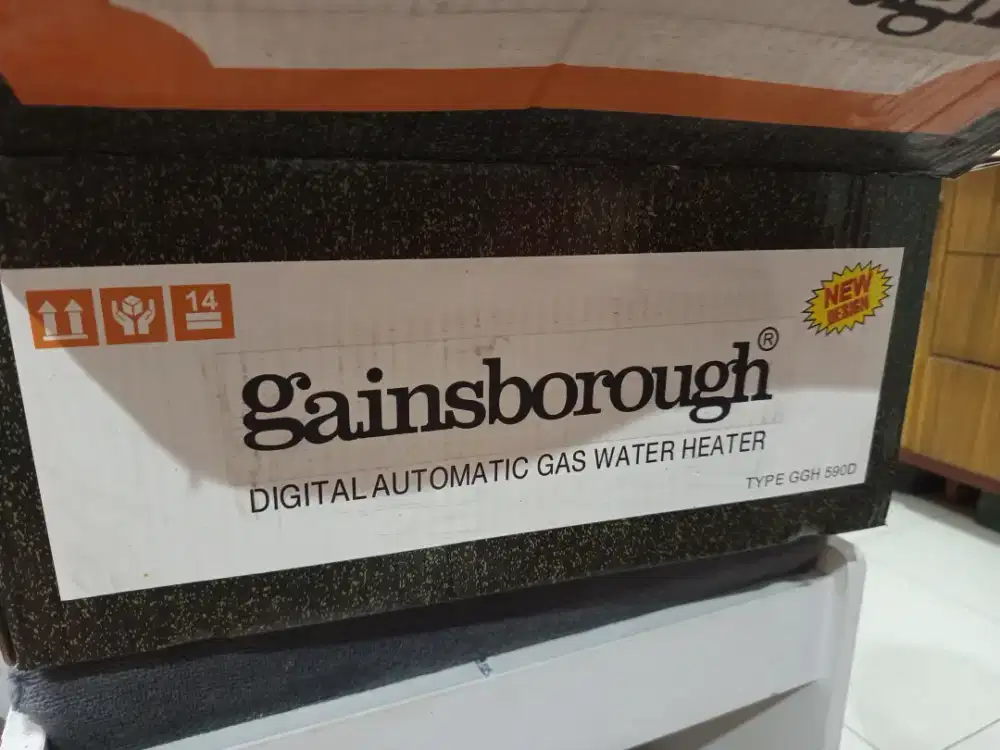 14
NEW
DESIGN
gainsborough®
DIGITAL AUTOMATIC GAS WATER HEATER
TYPE GGH 590D